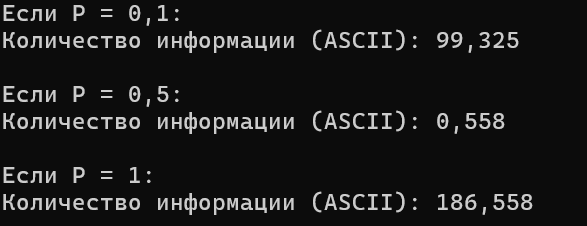 Если P = 0,1:
Количество информации (ASCII): 99,325
Если P = 0,5:
Количество информации (ASCII): 0,558
Если P = 1:
Количество информации (ASCII): 186,558